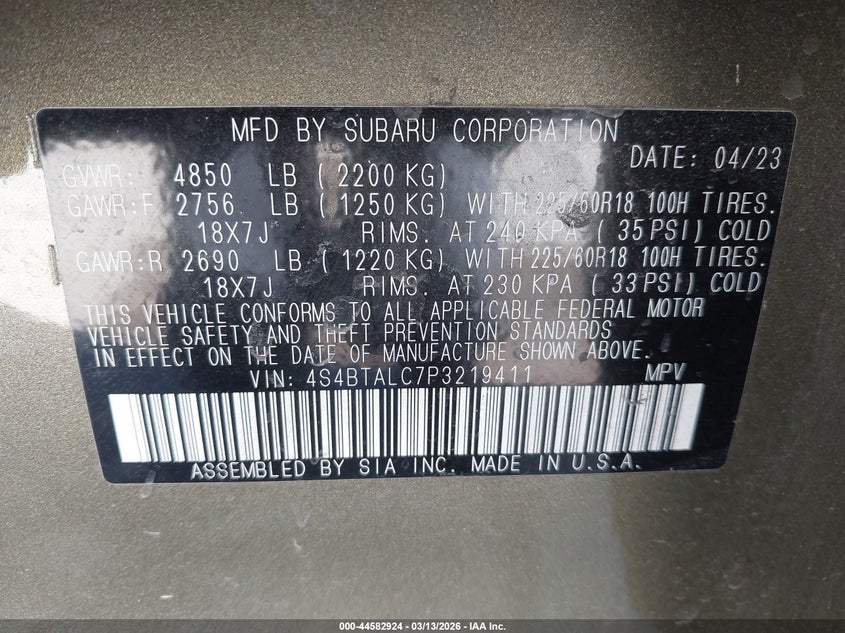 MFD BY SUBARU CORPORATION
DATE: 04/23
GVWR: 4850 LB ( 2200 KG)
GAWR:F 2756 LB ( 1250 KG) WITH 225/60R18 100H TIRES.
18X7J RIMS. AT 240 KPA ( 35 PSI) COLD
GAWR:R 2690 LB ( 1220 KG) WITH 225/60R18 100H TIRES.
18X7J RIMS. AT 230 KPA ( 33 PSI) COLD
THIS VEHICLE CONFORMS TO ALL APPLICABLE FEDERAL MOTOR
VEHICLE SAFETY AND THEFT PREVENTION STANDARDS
IN EFFECT ON THE DATE OF MANUFACTURE SHOWN ABOVE.
VIN: 4S4BTALC7P3219411 MPV
ASSEMBLED BY SIA INC. MADE IN U.S.A.
000-44582924 | 03/13/2026 - IAA Inc.